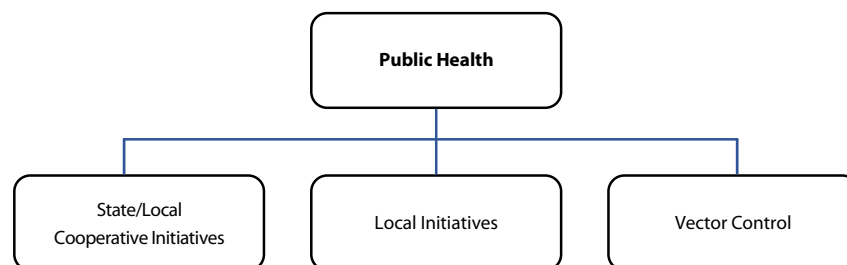 Public Health
State/Local
Cooperative Initiatives
Local Initiatives
Vector Control